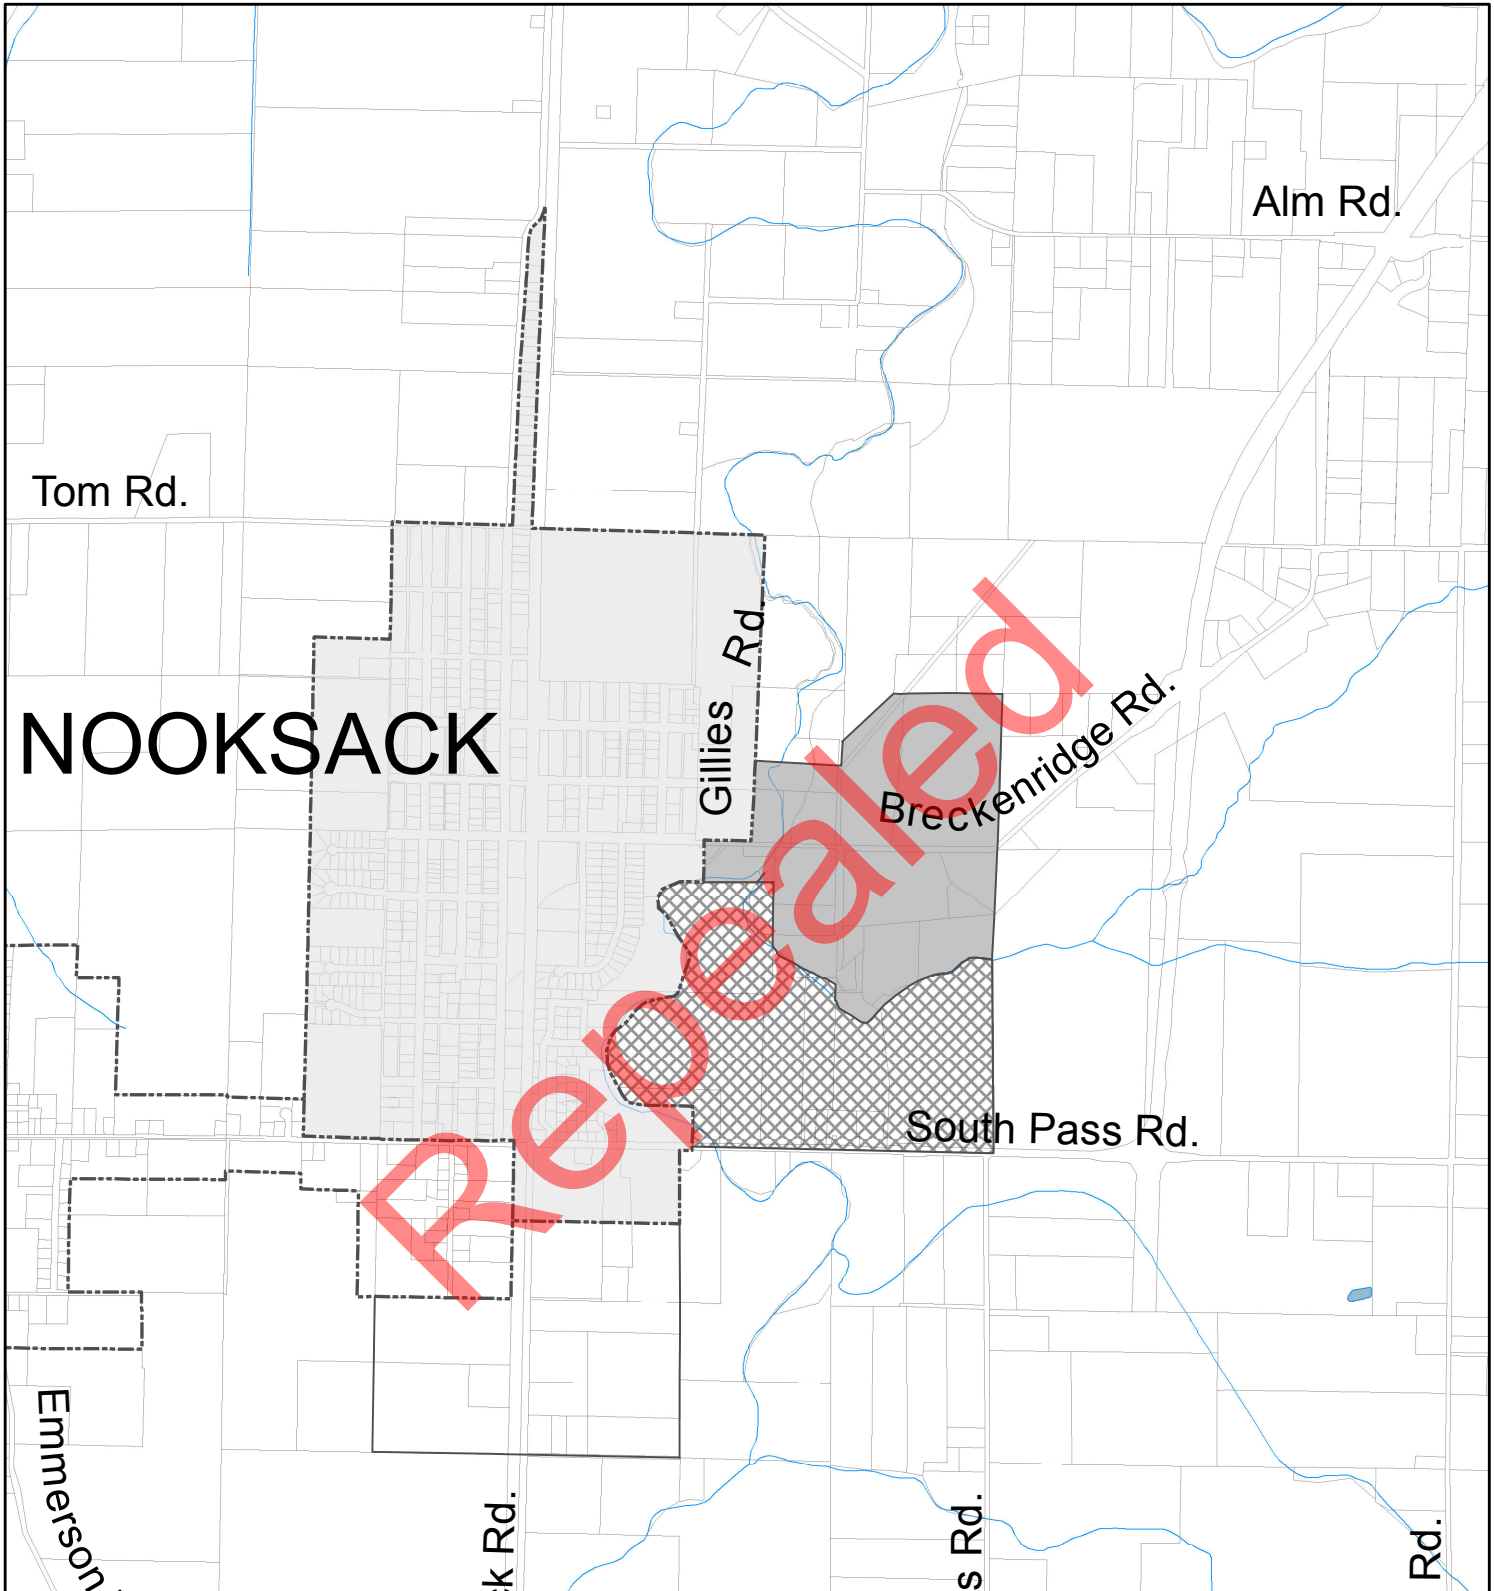 Alm Rd.
Tom Rd.
Gillies Rd.
NOOKSACK
Breckenridge Rd.
Repealed
South Pass Rd.
Emmerson
Rd.
Rd.
Rd.